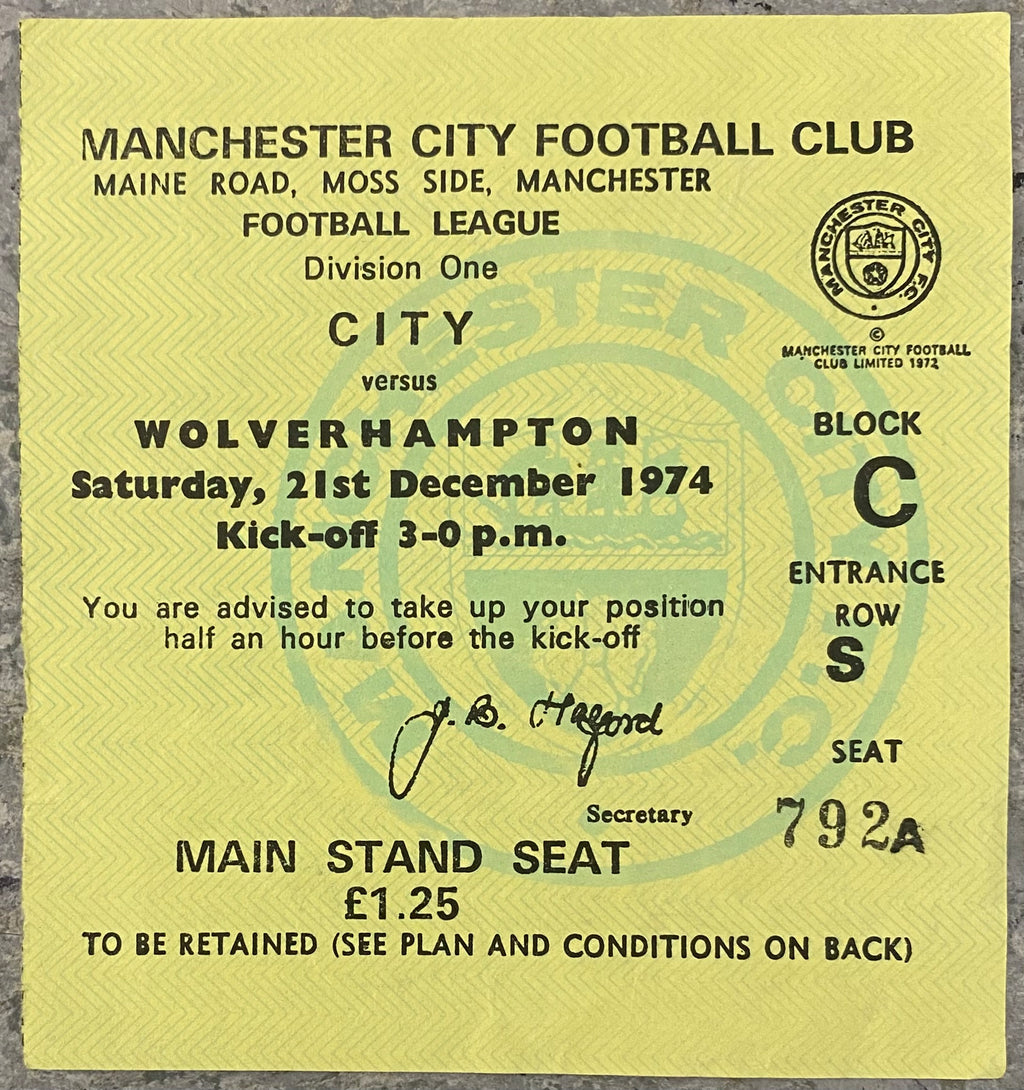 MANCHESTER CITY FOOTBALL CLUB
MAINE ROAD, MOSS SIDE, MANCHESTER
FOOTBALL LEAGUE
Division One
CITY
versus
WOLVERHAMPTON
Saturday, 21st December 1974
Kick-off 3-0 p.m.
You are advised to take up your position
half an hour before the kick-off
J. B. Halford
Secretary
MAIN STAND SEAT
£1.25
TO BE RETAINED (SEE PLAN AND CONDITIONS ON BACK)
MANCHESTER CITY F.C.
©
MANCHESTER CITY FOOTBALL
CLUB LIMITED 1972
BLOCK
C
ENTRANCE
ROW
S
SEAT
792A
MANCHESTER CITY F.C.